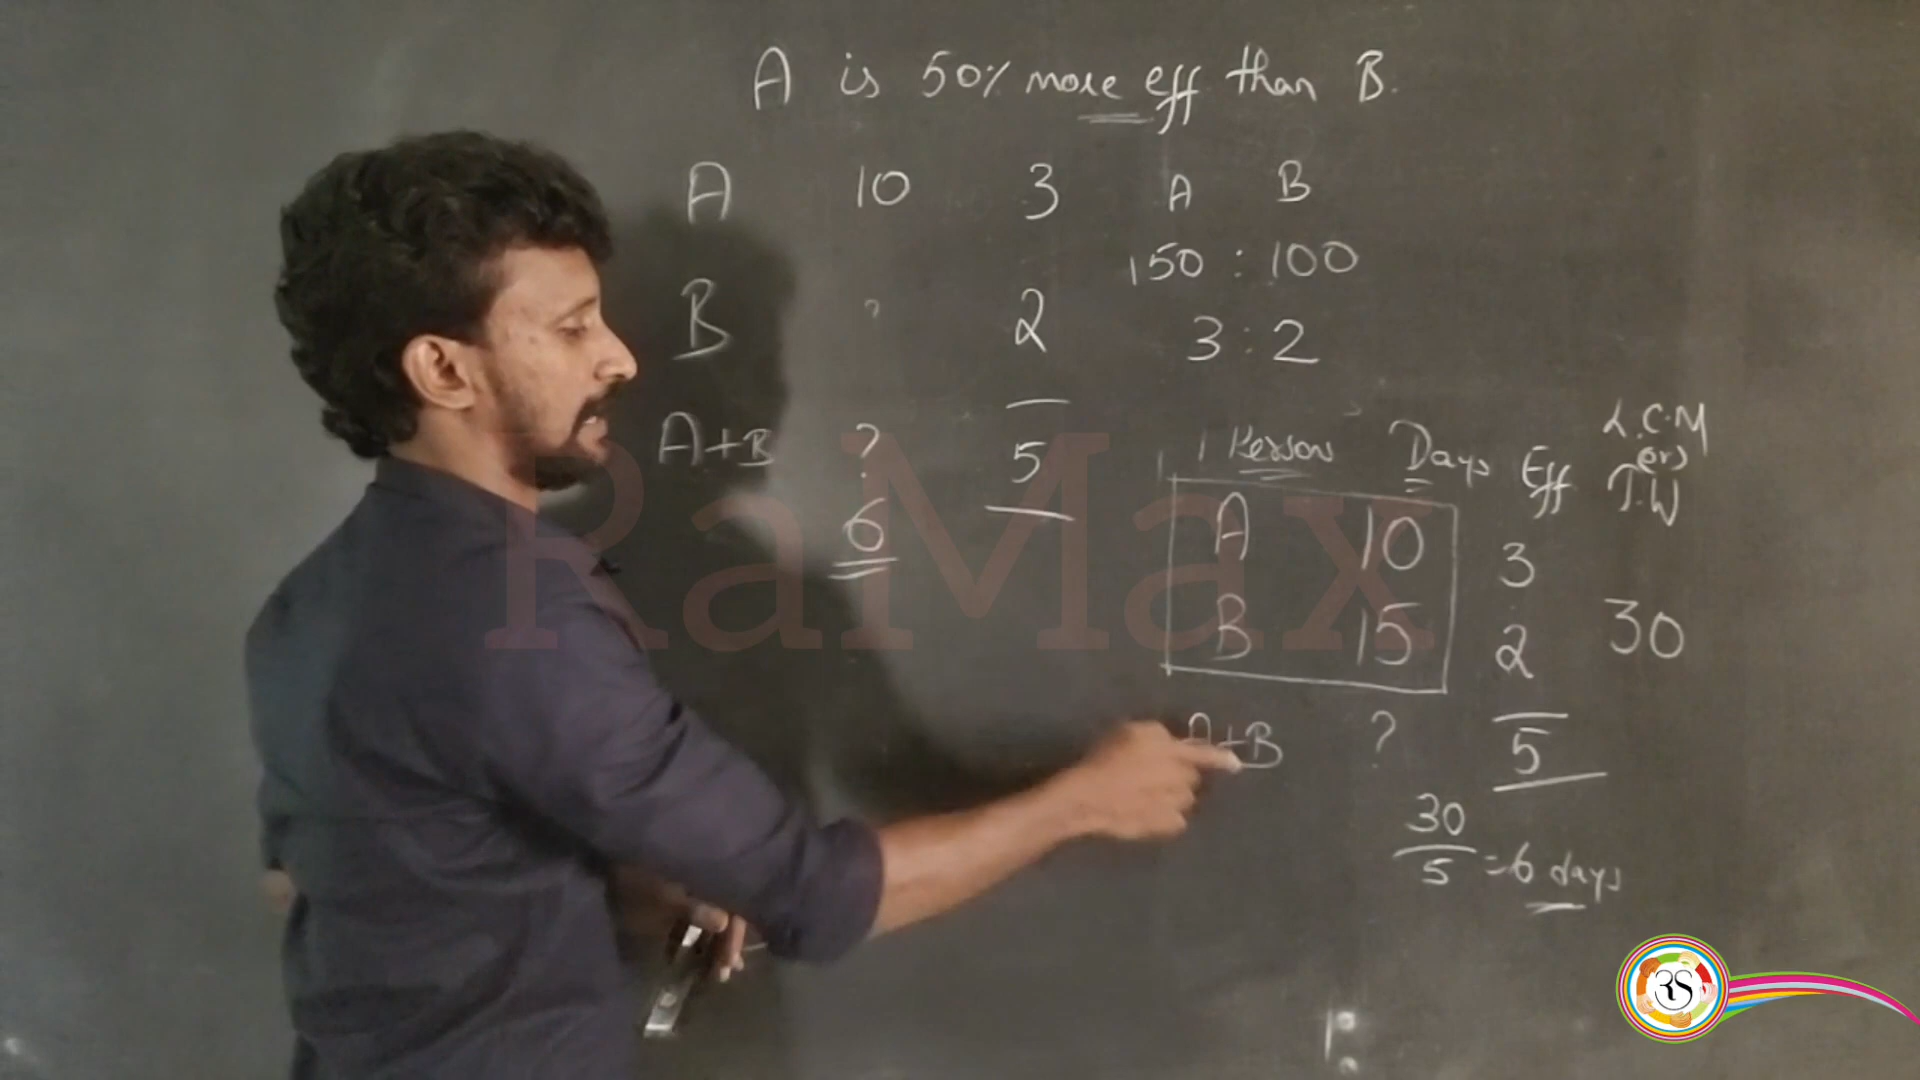 A is 50% more eff than B.
A 10 3 A B
150 : 100
B ? 2 3 : 2
A+B ? 5
6
1 Person Days Eff L.C.M
(or)
T.W
A 10 3
B 15 2 30
A+B ? 5
30
5 = 6 days
RaMax
RS